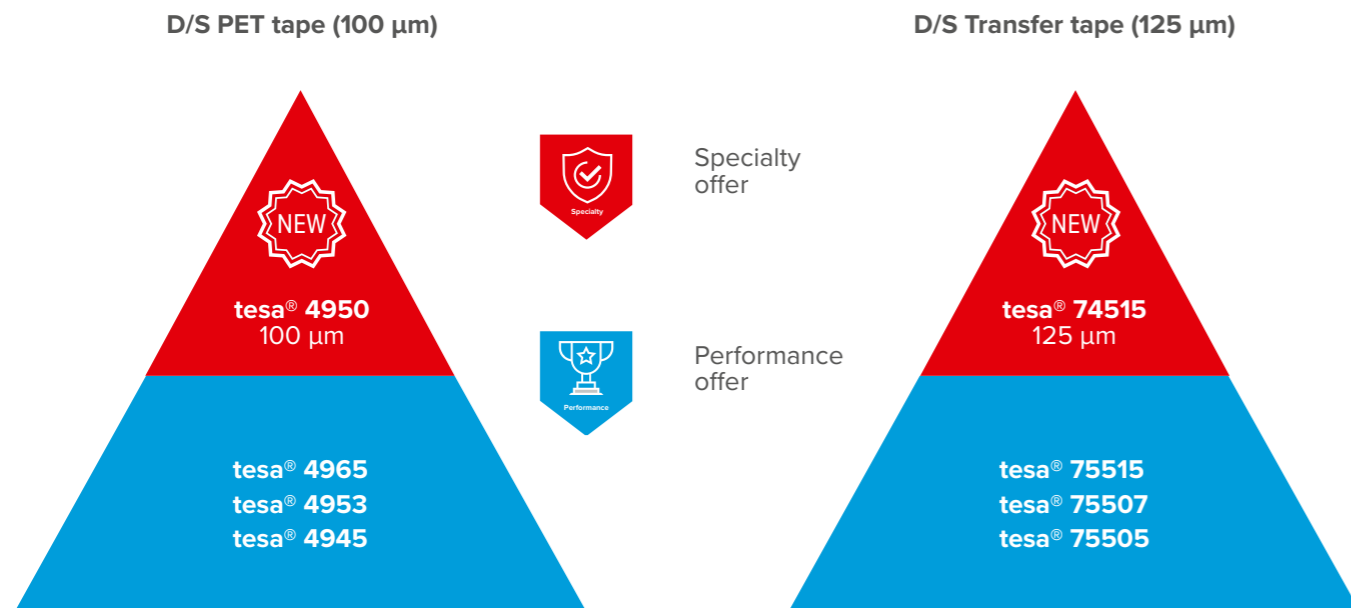 D/S PET tape (100 µm)
NEW
tesa® 4950
100 µm
tesa® 4965
tesa® 4953
tesa® 4945
Specialty
Specialty
offer
Performance
Performance
offer
D/S Transfer tape (125 µm)
NEW
tesa® 74515
125 µm
tesa® 75515
tesa® 75507
tesa® 75505